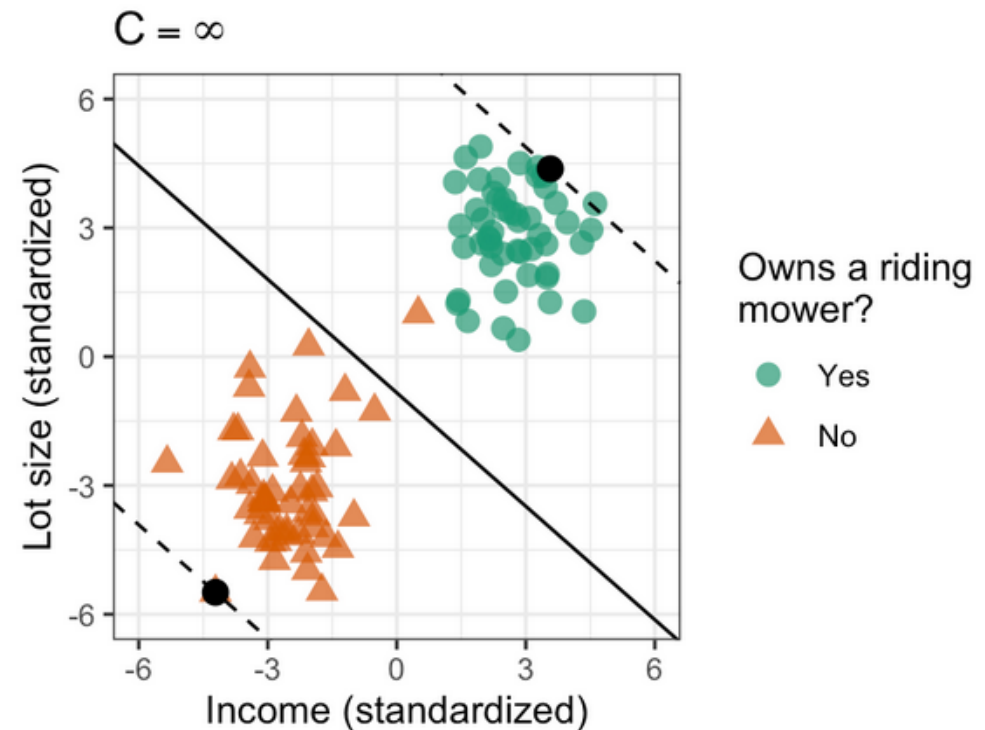 C = ∞
Lot size (standardized)
6
3
0
-3
-6
-6 -3 0 3 6
Income (standardized)
Owns a riding
mower?
Yes
No